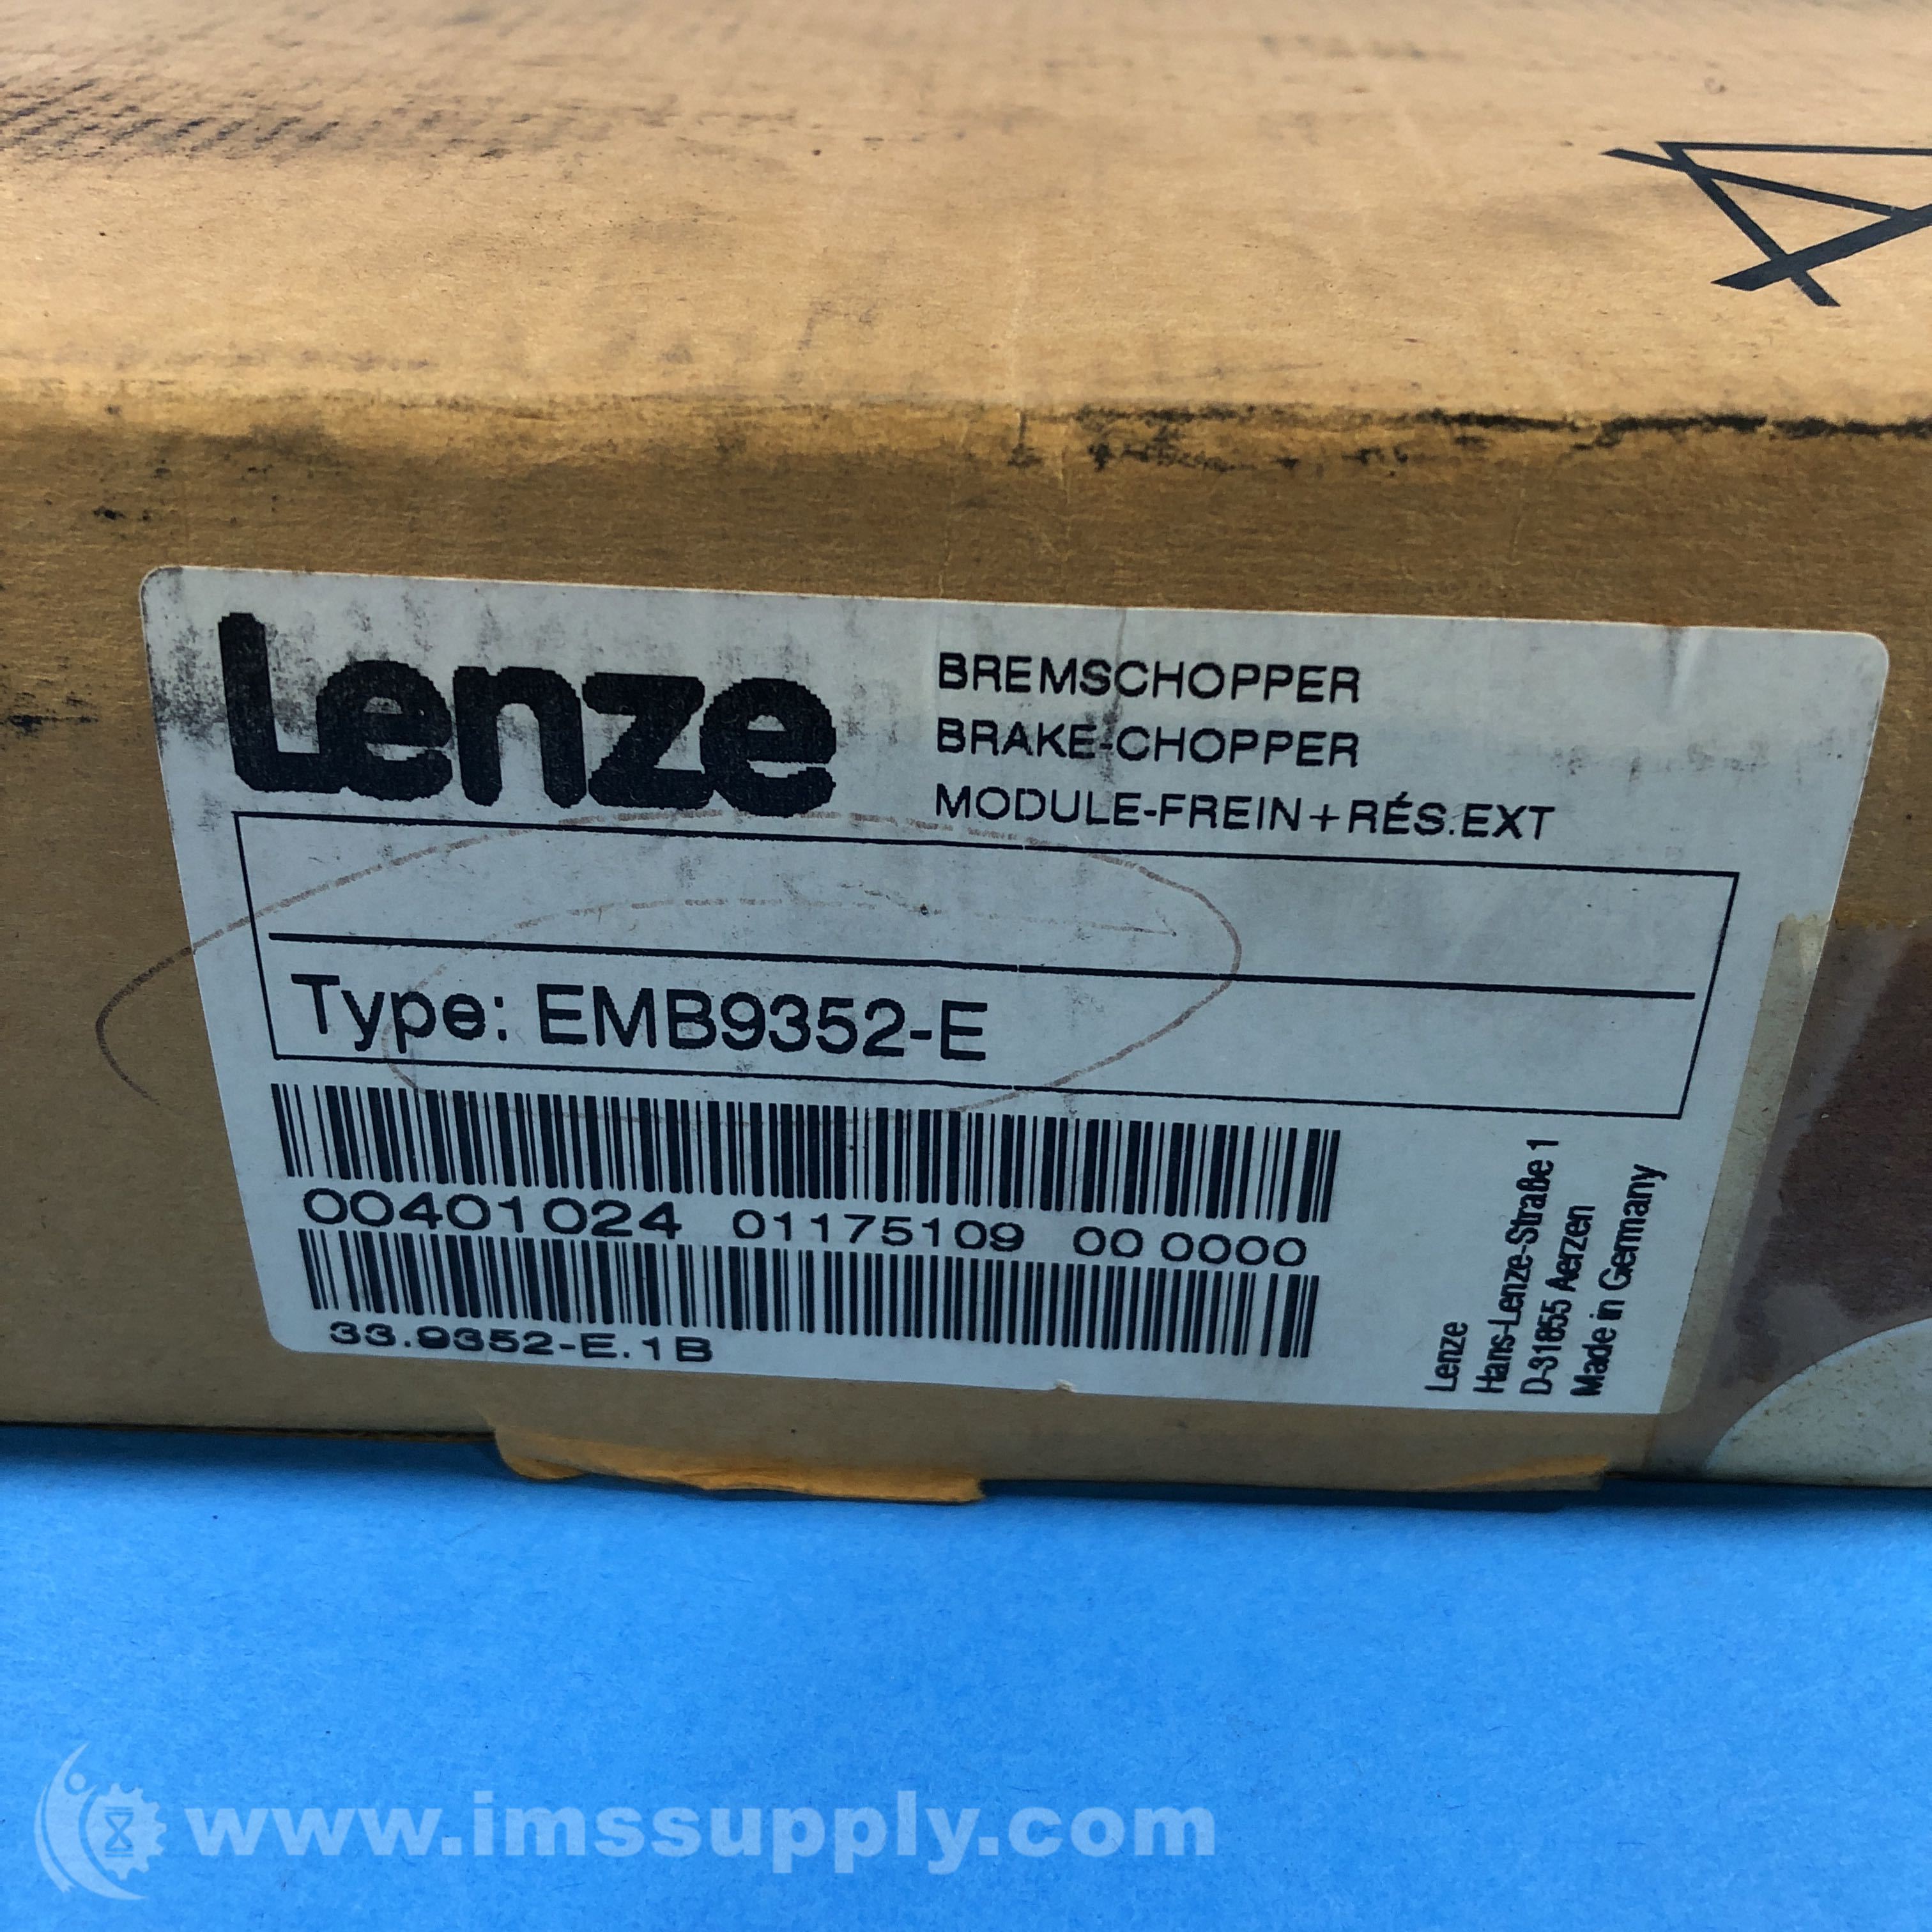 Lenze
BREMSCHOPPER
BRAKE-CHOPPER
MODULE-FREIN+RÉS.EXT
Type: EMB9352-E
00401024 01175109 00 0000
33.9352-E.1B
Lenze
Hans-Lenze-Straße 1
D-31855 Aerzen
Made in Germany
www.imssupply.com